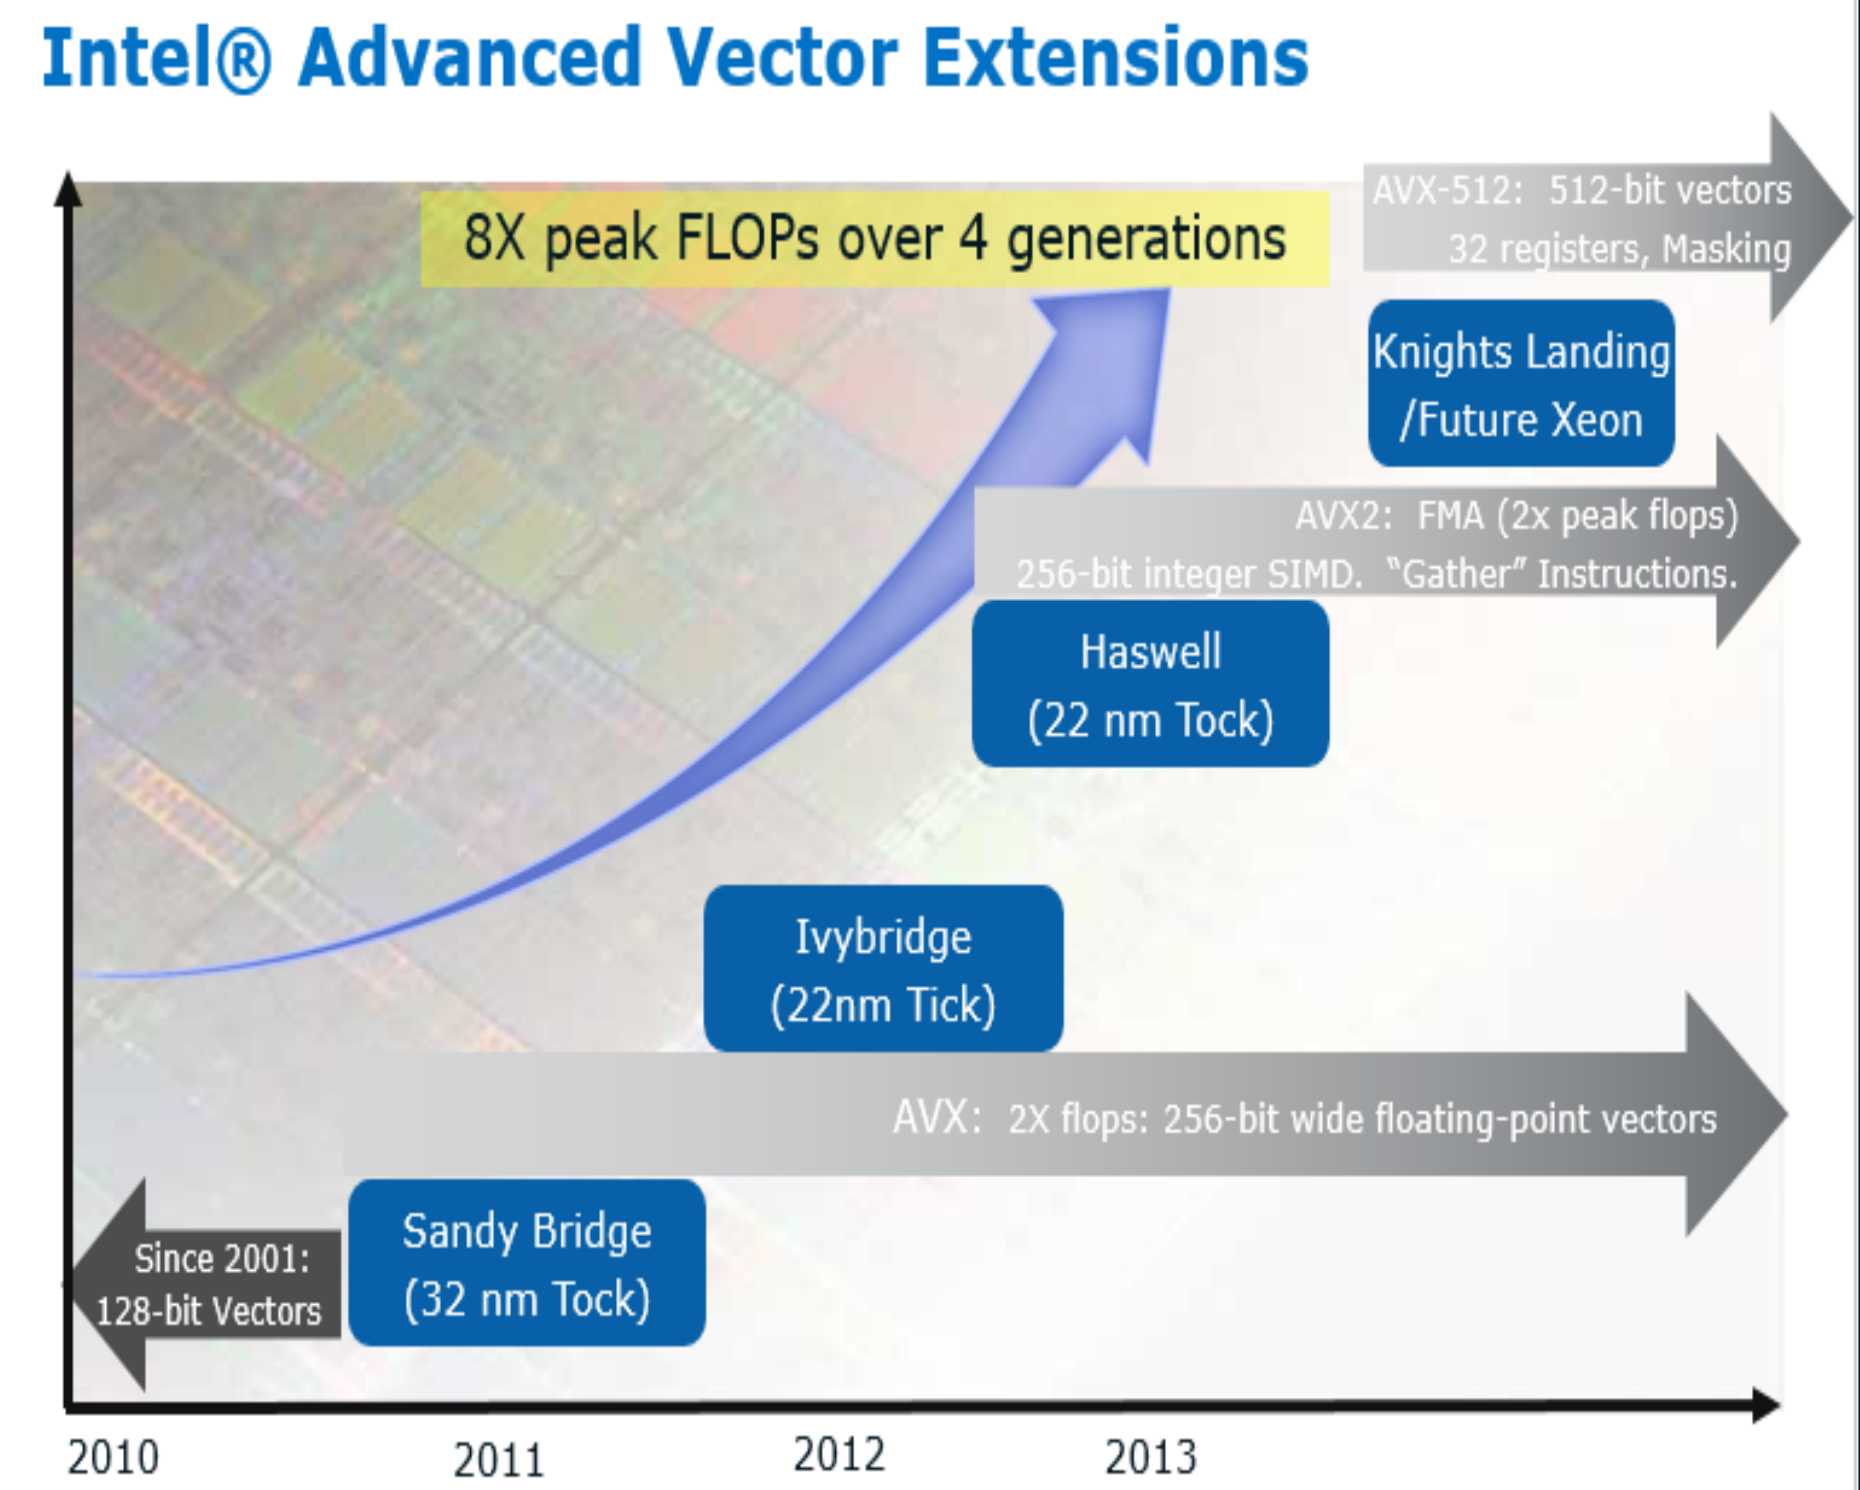 Intel® Advanced Vector Extensions
8X peak FLOPs over 4 generations
AVX-512: 512-bit vectors
32 registers, Masking
Knights Landing
/Future Xeon
AVX2: FMA (2x peak flops)
256-bit integer SIMD. “Gather” Instructions.
Haswell
(22 nm Tock)
Ivybridge
(22nm Tick)
AVX: 2X flops: 256-bit wide floating-point vectors
Sandy Bridge
(32 nm Tock)
Since 2001:
128-bit Vectors
2010 2011 2012 2013